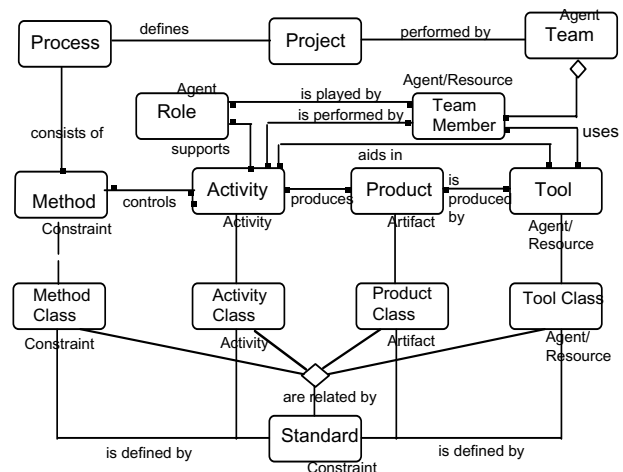 Agent
Process
defines
Project
performed by
Team
Agent
Agent/Resource
Role
is played by
Team
Member
is performed by
consists of
supports
uses
aids in
Method
controls
Activity
produces
Product
is
produced
by
Tool
Constraint
Activity
Artifact
Agent/
Resource
Method
Class
Activity
Class
Product
Class
Tool Class
Constraint
Activity
Artifact
Agent/
Resource
are related by
Standard
is defined by
is defined by
Constraint